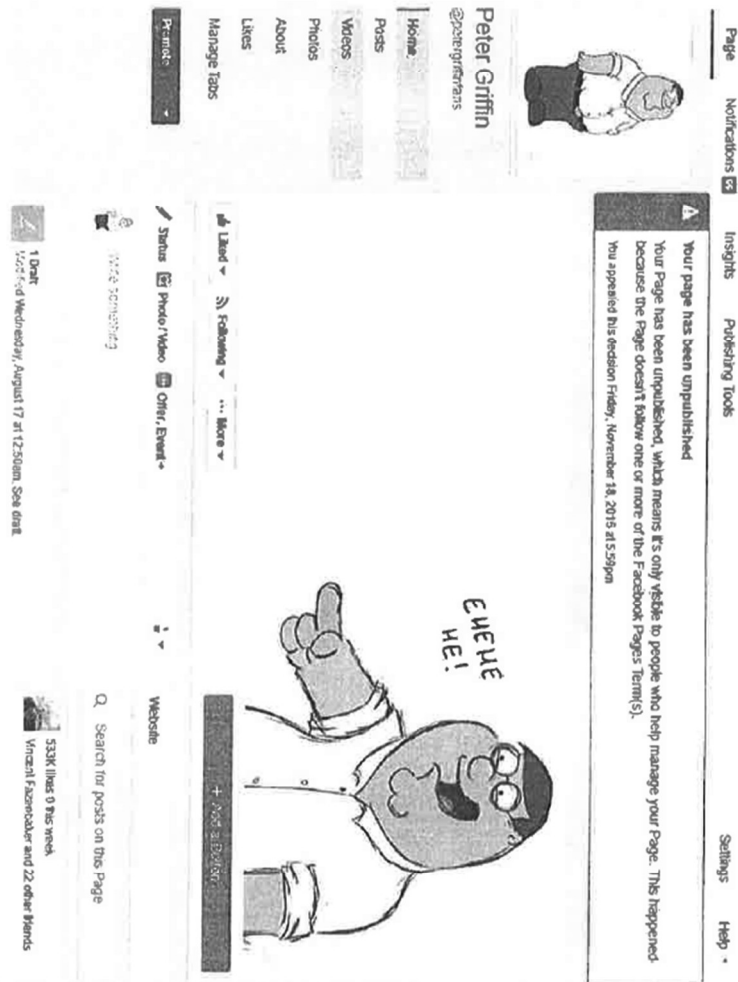 Page Notifications Insights Publishing Tools Settings Help
Your page has been unpublished
Your Page has been unpublished, which means it's only visible to people who help manage your Page. This happened
because the Page doesn't follow one or more of the Facebook Pages Term(s).
You appealed this decision Friday, November 18, 2016 at 5:59pm
Peter Griffin
@petergriffinfans
Home
Posts
Videos
Photos
About
Likes
Manage Tabs
Promote
EHEHE
HE!
Liked Following More
+ Add a Button
Status Photo / Video Offer, Event +
Write something
1 Draft
Modified Wednesday, August 17 at 12:50am. See draft.
Website
Search for posts on this Page
533K likes 0 this week
Vincent Fazenbaker and 22 other friends